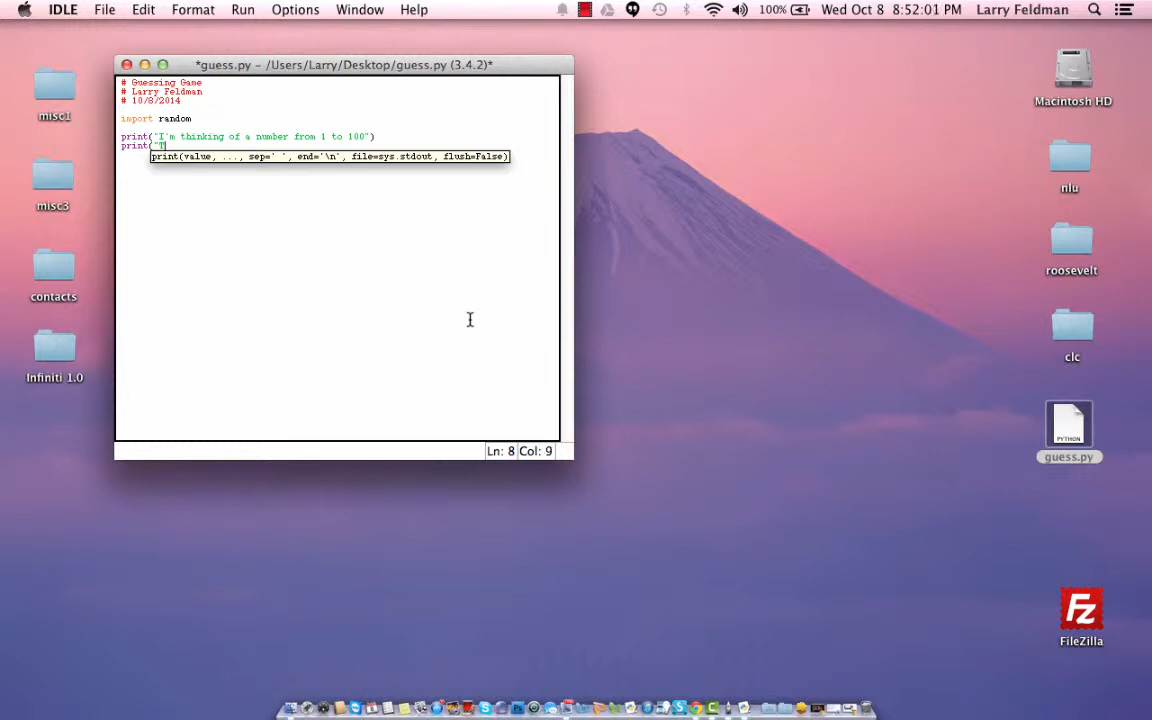 IDLE File Edit Format Run Options Window Help 100% Wed Oct 8 8:52:01 PM Larry Feldman
*guess.py - /Users/Larry/Desktop/guess.py (3.4.2)*
# Guessing Game
# Larry Feldman
# 10/8/2014
import random
print("I'm thinking of a number from 1 to 100")
print("T
print(value, ..., sep=' ', end='\n', file=sys.stdout, flush=False)
Ln: 8 Col: 9
misc1
misc3
contacts
Infiniti 1.0
Macintosh HD
nlu
roosevelt
clc
PYTHON
guess.py
Fz
FileZilla